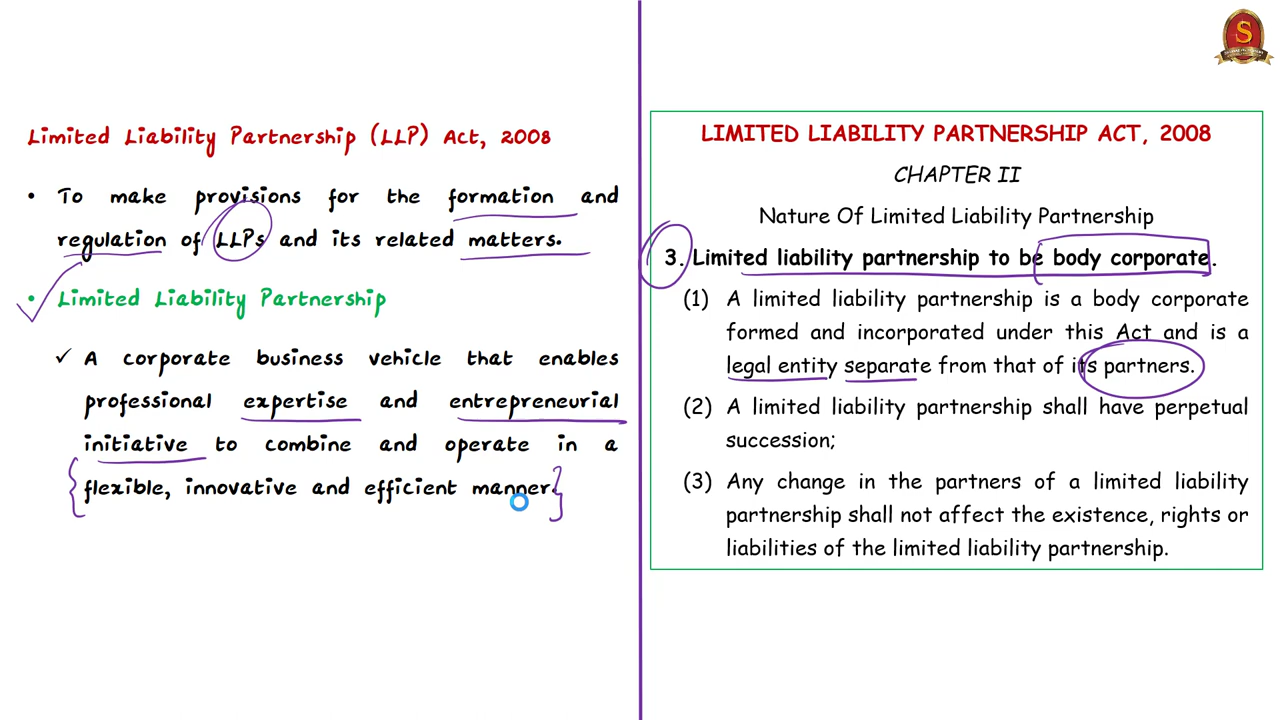 Limited Liability Partnership (LLP) Act, 2008
• To make provisions for the formation and
regulation of LLPs and its related matters.
• Limited Liability Partnership
✓ A corporate business vehicle that enables
professional expertise and entrepreneurial
initiative to combine and operate in a
flexible, innovative and efficient manner.
S
LIMITED LIABILITY PARTNERSHIP ACT, 2008
CHAPTER II
Nature Of Limited Liability Partnership
3. Limited liability partnership to be body corporate.
(1) A limited liability partnership is a body corporate
formed and incorporated under this Act and is a
legal entity separate from that of its partners.
(2) A limited liability partnership shall have perpetual
succession;
(3) Any change in the partners of a limited liability
partnership shall not affect the existence, rights or
liabilities of the limited liability partnership.